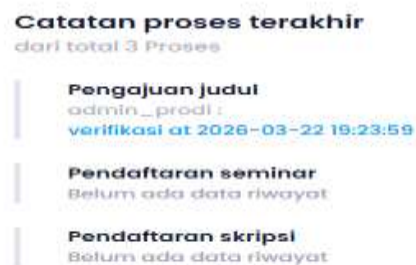 Catatan proses terakhir
dari total 3 Proses
Pengajuan judul
admin_prodi :
verifikasi at 2026-03-22 19:23:59
Pendaftaran seminar
Belum ada data riwayat
Pendaftaran skripsi
Belum ada data riwayat